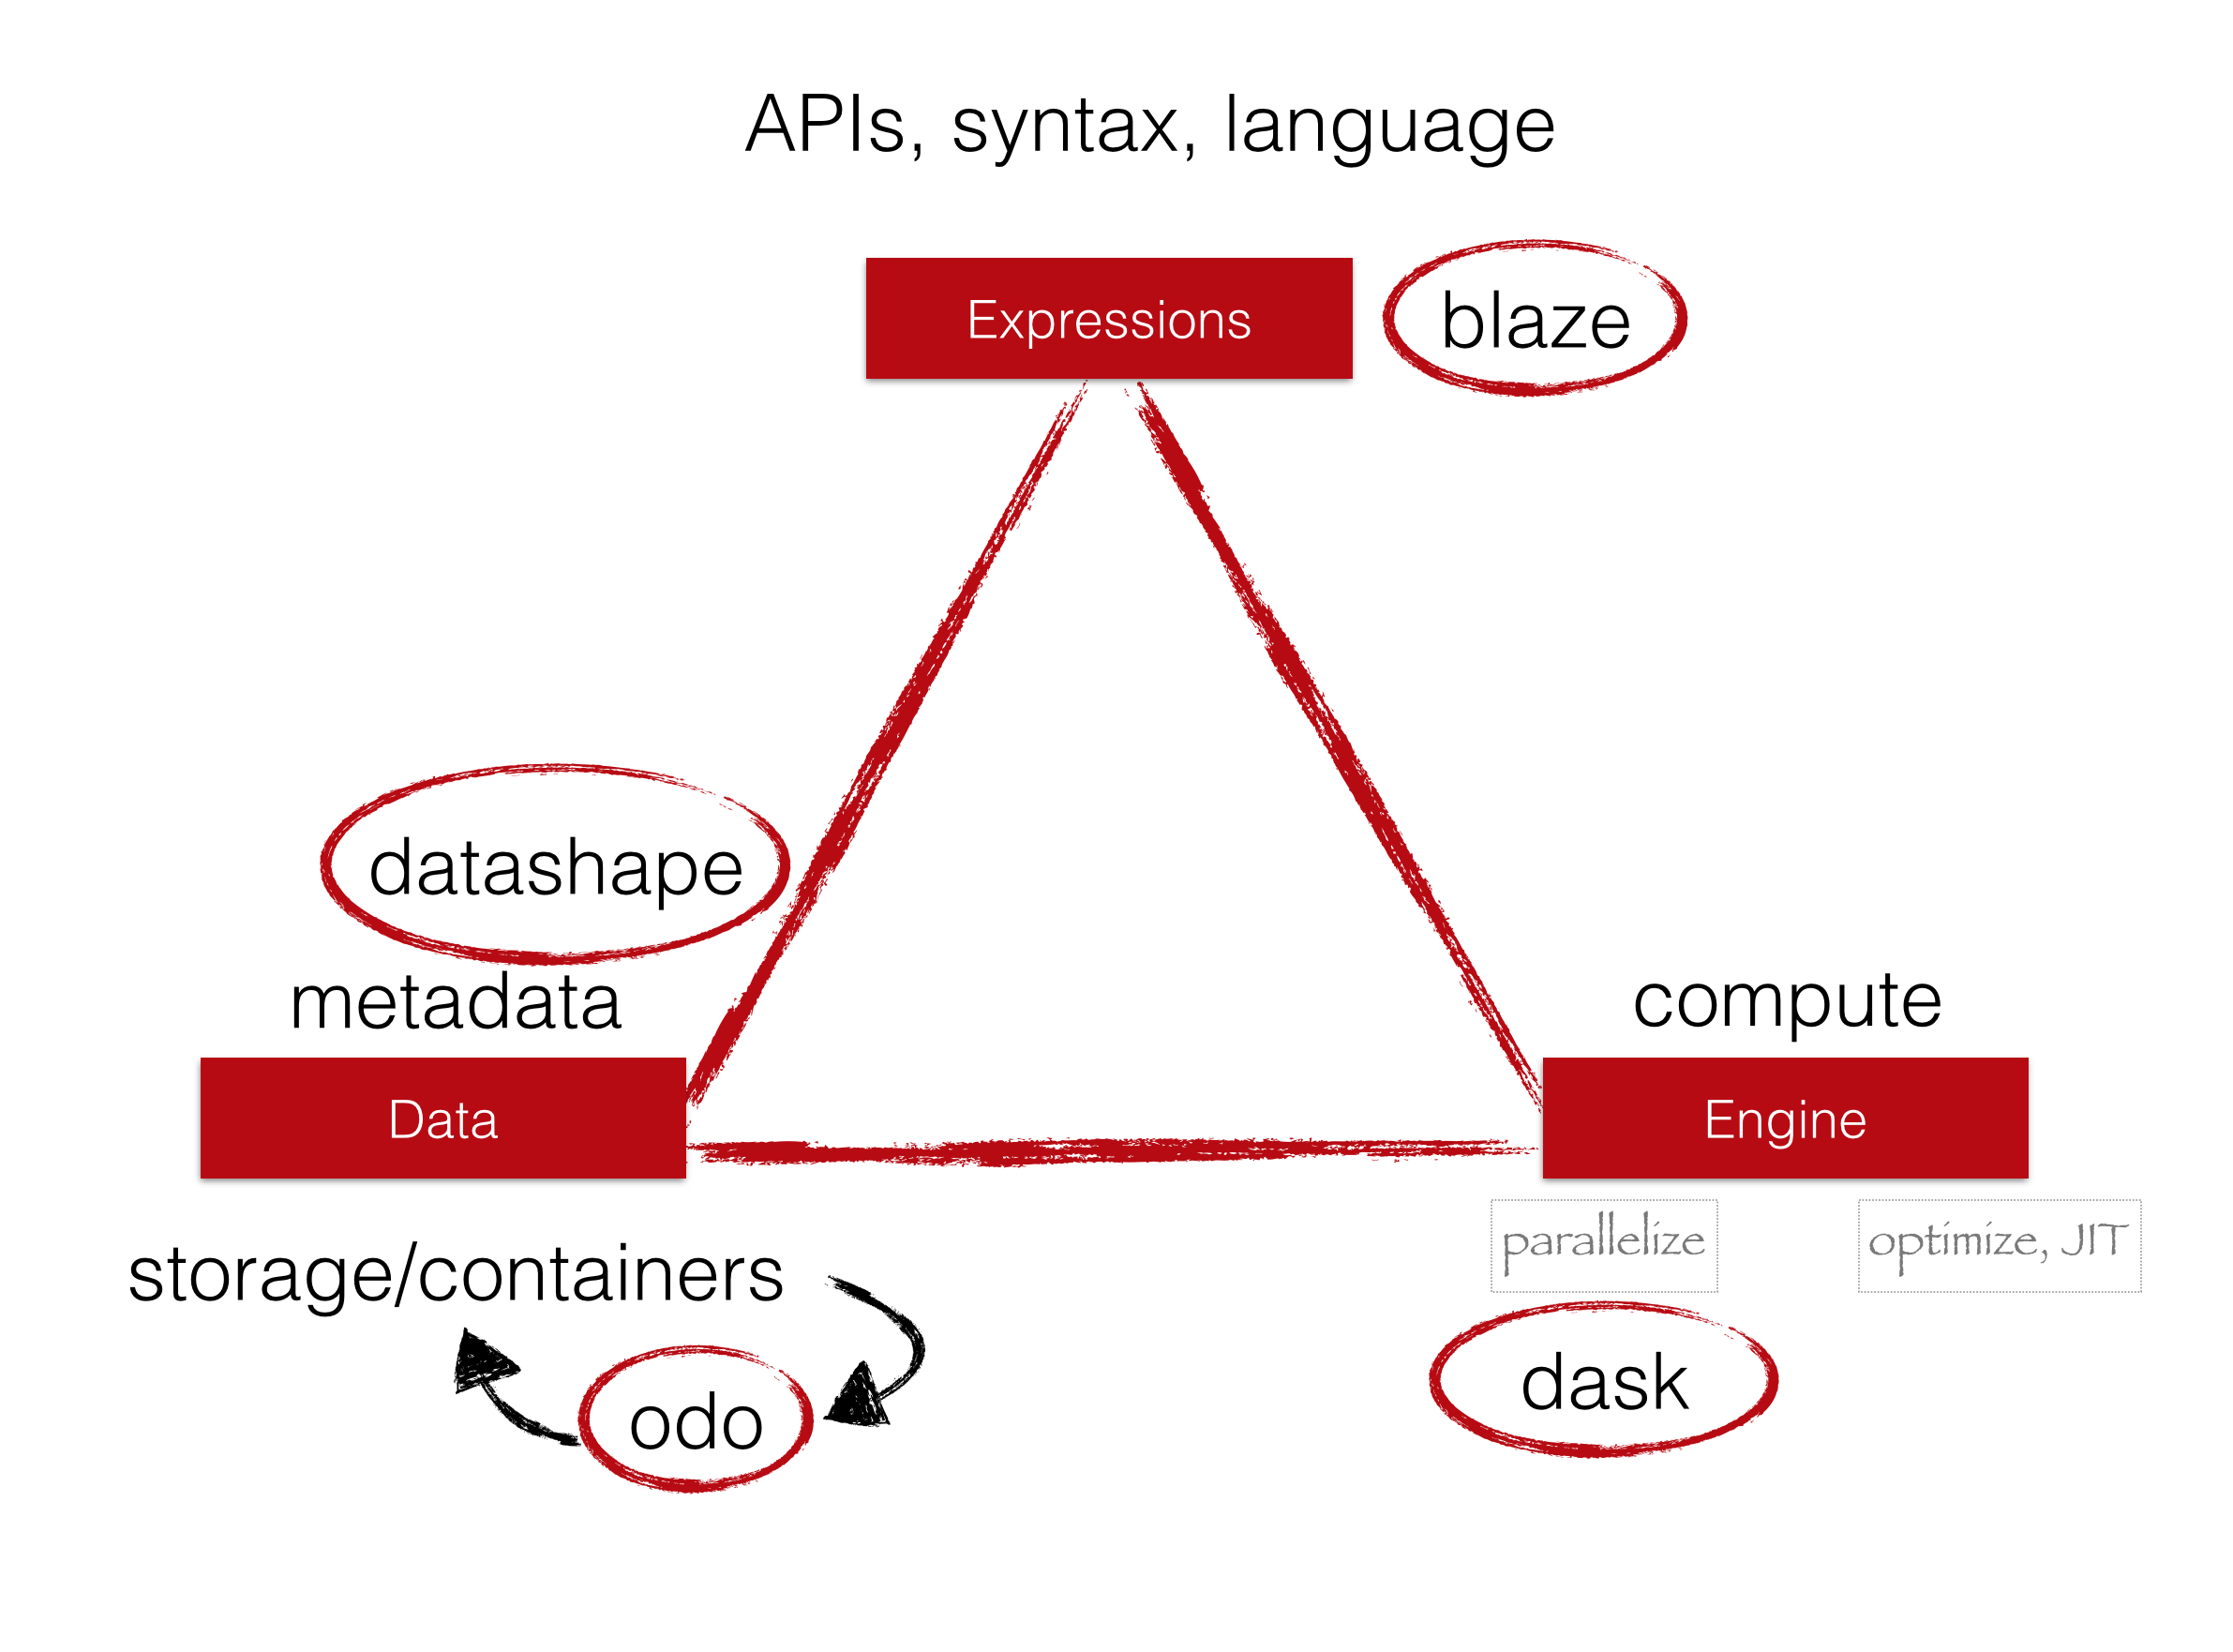 APIs, syntax, language
Expressions
blaze
datashape
metadata
compute
Data
Engine
parallelize
optimize, JIT
storage/containers
dask
odo